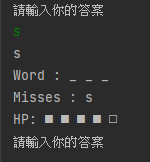 請輸入你的答案
s
s
Word : _ _ _
Misses : s
HP: ■ ■ ■ ■ □
請輸入你的答案